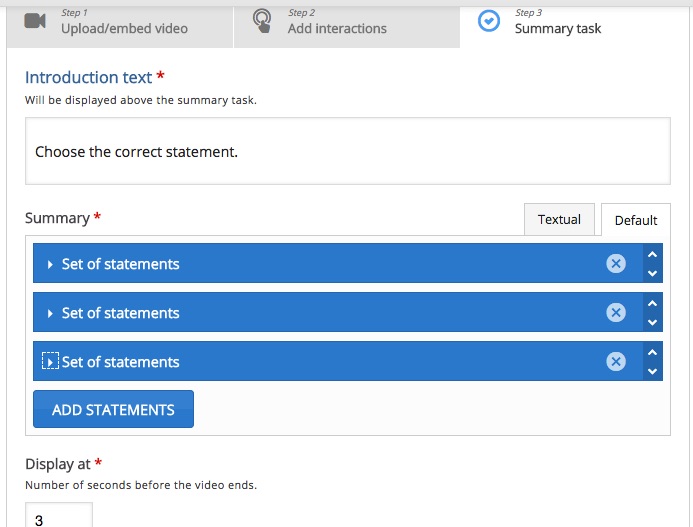 Step 1
Upload/embed video
Step 2
Add interactions
Step 3
Summary task
Introduction text *
Will be displayed above the summary task.
Choose the correct statement.
Summary *
Textual
Default
Set of statements
Set of statements
Set of statements
ADD STATEMENTS
Display at *
Number of seconds before the video ends.
3